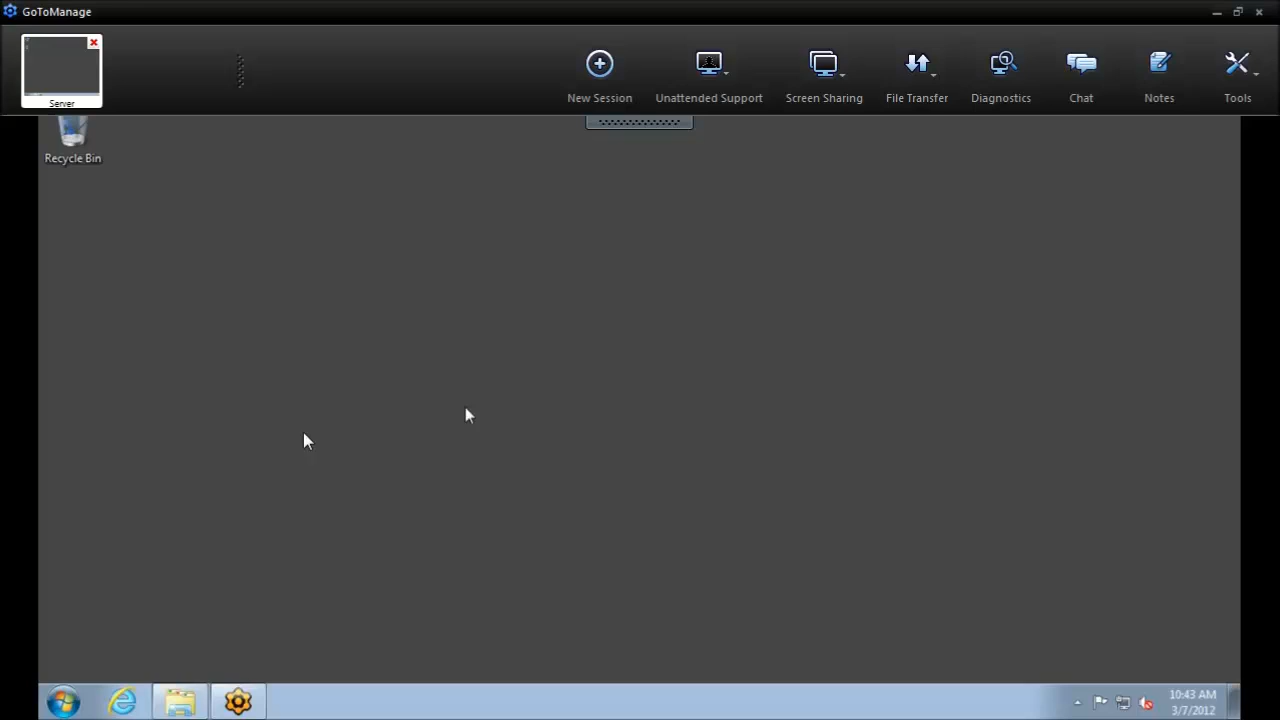 GoToManage
Server
New Session
Unattended Support
Screen Sharing
File Transfer
Diagnostics
Chat
Notes
Tools
Recycle Bin
10:43 AM
3/7/2012